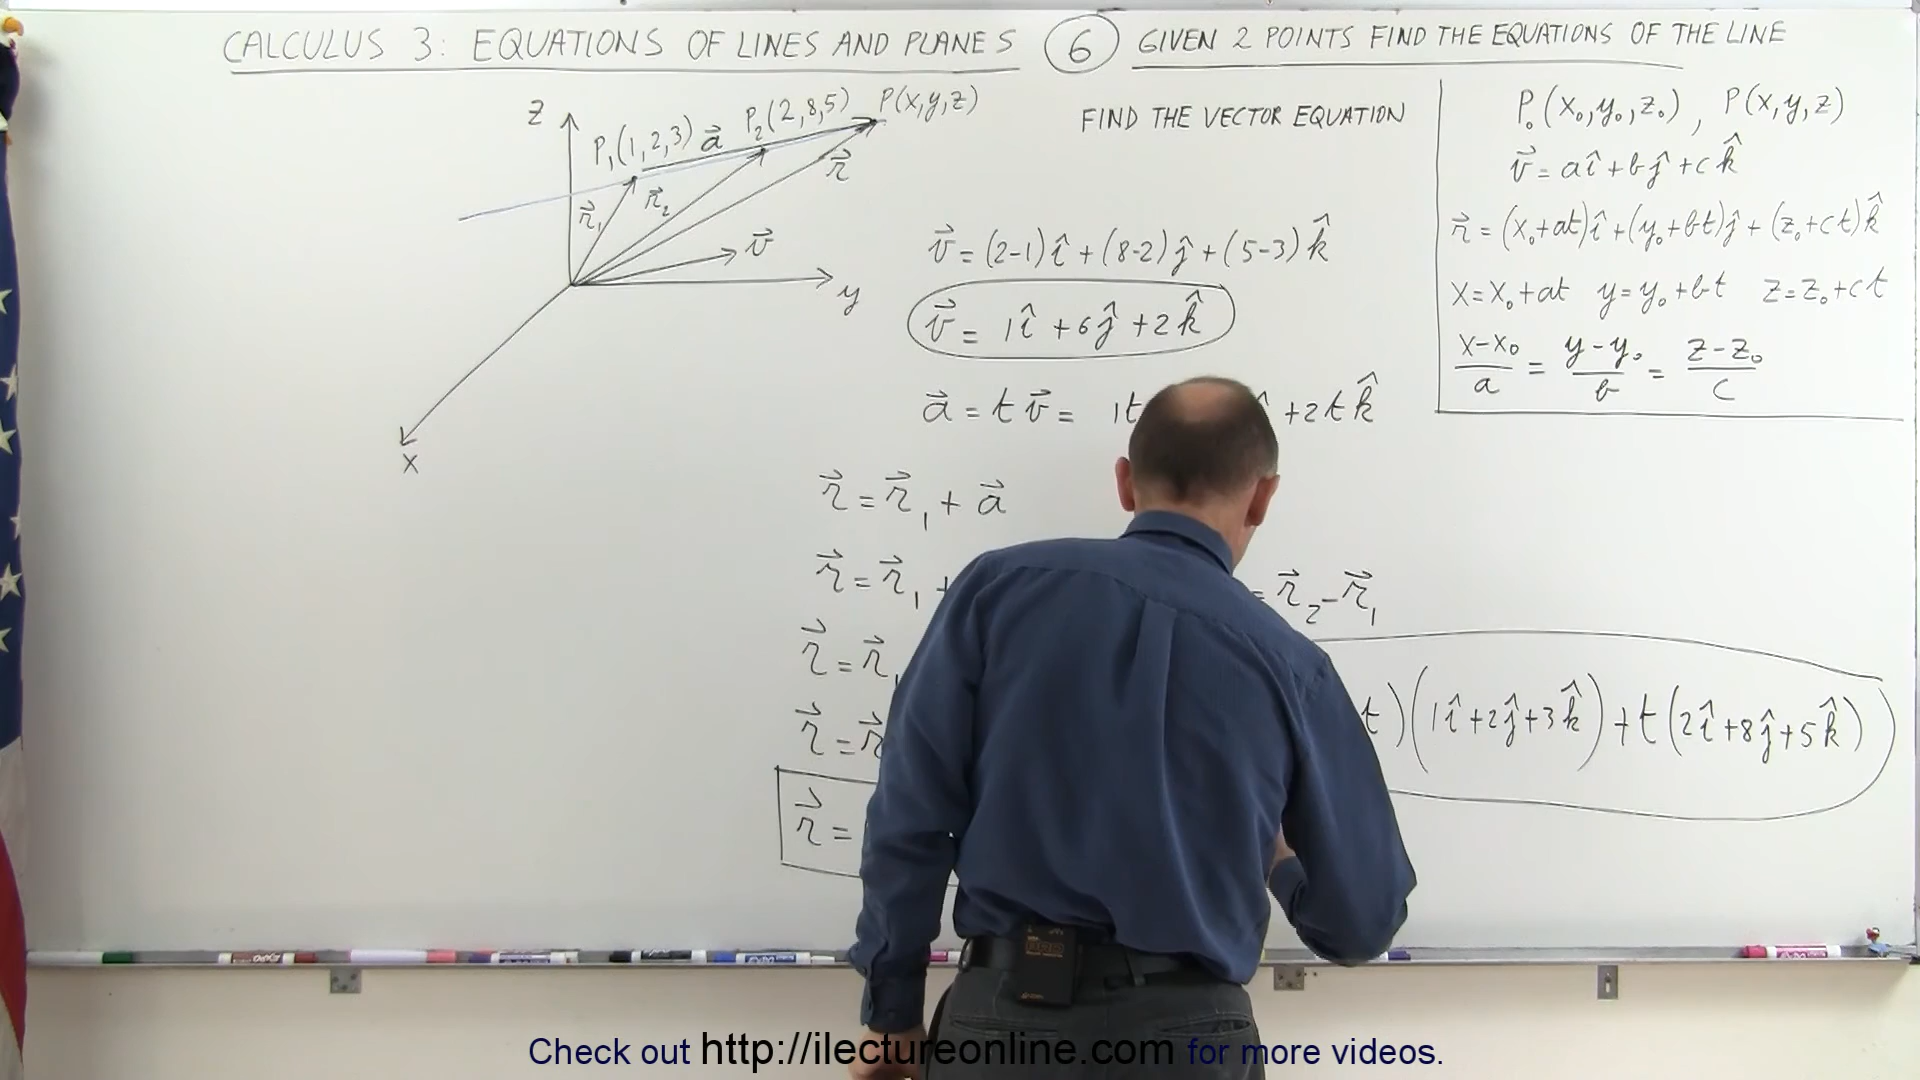 CALCULUS 3: EQUATIONS OF LINES AND PLANES ⑥ GIVEN 2 POINTS FIND THE EQUATIONS OF THE LINE
z
P₁(1,2,3) a⃗ P₂(2,8,5) P(x,y,z)
r⃗₁ r⃗₂ r⃗
v⃗
y
x
FIND THE VECTOR EQUATION
v⃗ = (2-1)î + (8-2)ĵ + (5-3)k̂
v⃗ = 1î + 6ĵ + 2k̂
a⃗ = t v⃗ = 1t +2tk̂
r⃗ = r⃗₁ + a⃗
r⃗ = r⃗₁ + = r⃗₂ - r⃗₁
r⃗ = r⃗₁
r⃗ = r⃗ t)(1î+2ĵ+3k̂) + t(2î+8ĵ+5k̂)
r⃗ =
P₀(x₀,y₀,z₀), P(x,y,z)
v⃗ = aî + bĵ + ck̂
r⃗ = (x₀+at)î + (y₀+bt)ĵ + (z₀+ct)k̂
x=x₀+at y=y₀+bt z=z₀+ct
(x-x₀)/a = (y-y₀)/b = (z-z₀)/c
Check out http://ilectureonline.com for more videos.